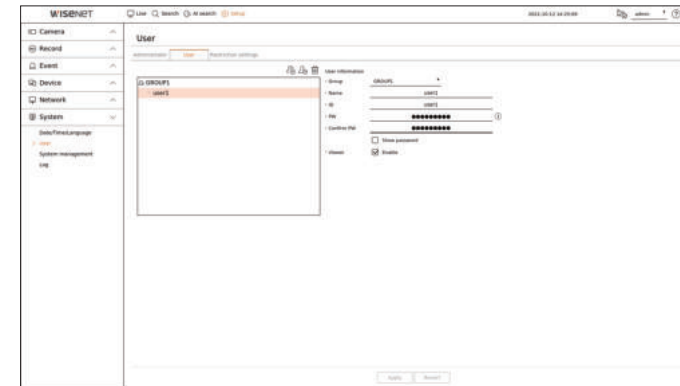 WISENET
Live Search AI search Setup
admin
Camera
Record
Event
Device
Network
System
Date/Time/Language
User
System management
Log
User
Administrator User Restriction settings
GROUP1
user1
User information
Group GROUP1
Name user1
ID user1
PW ●●●●●●●●●
Confirm PW ●●●●●●●●●
Show password
Viewer Enable
Apply Revert